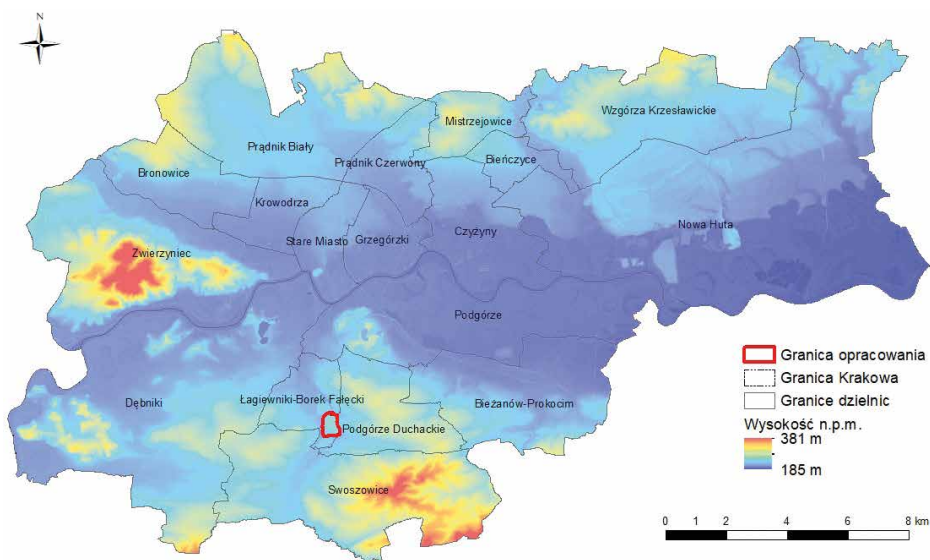 N
Wzgórza Krzesławickie
Mistrzejowice
Prądnik Biały
Prądnik Czerwony
Bieńczyce
Bronowice
Krowodrza
Nowa Huta
Stare Miasto
Grzegórzki
Czyżyny
Zwierzyniec
Podgórze
Dębniki
Łagiewniki-Borek Fałęcki
Bieżanów-Prokocim
Podgórze Duchackie
Swoszowice
Granica opracowania
Granica Krakowa
Granice dzielnic
Wysokość n.p.m.
381 m
185 m
0 1 2 4 6 8 km